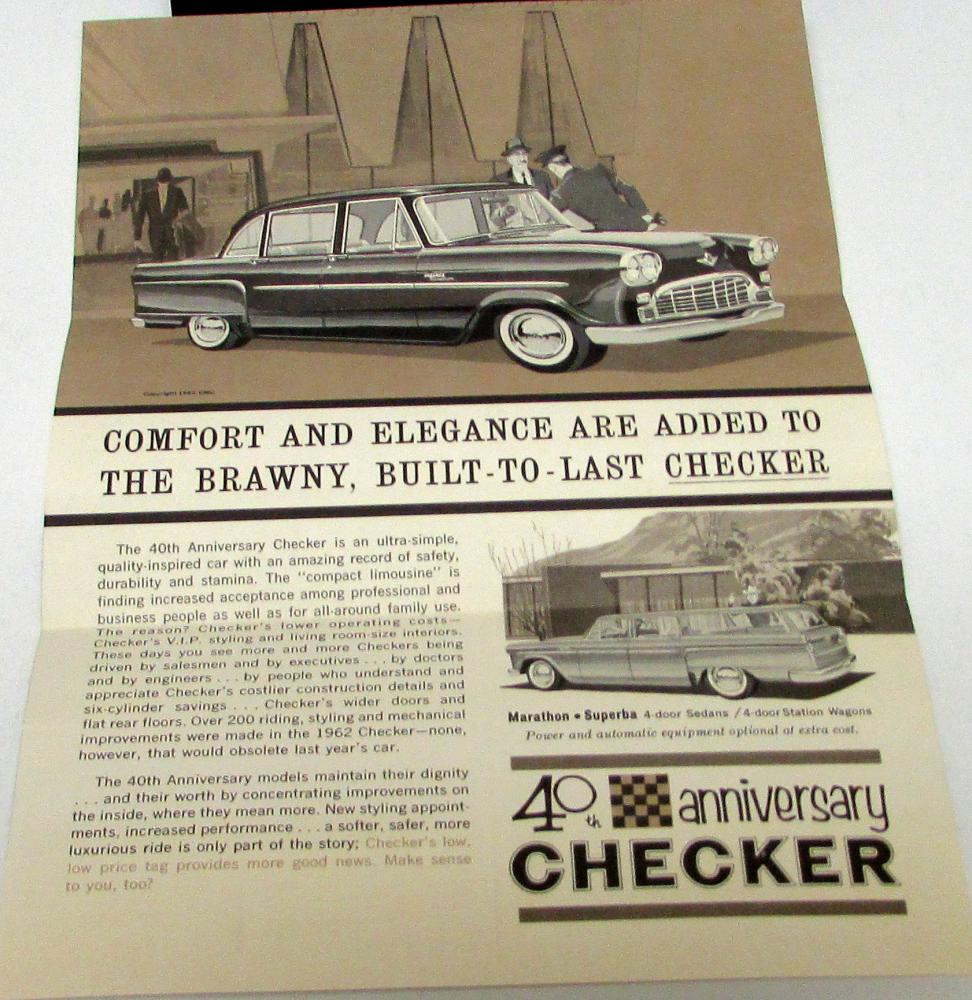 COMFORT AND ELEGANCE ARE ADDED TO
THE BRAWNY, BUILT-TO-LAST CHECKER
The 40th Anniversary Checker is an ultra-simple,
quality-inspired car with an amazing record of safety,
durability and stamina. The "compact limousine" is
finding increased acceptance among professional and
business people as well as for all-around family use.
The reason? Checker's lower operating costs—
Checker's V.I.P. styling and living room-size interiors.
These days you see more and more Checkers being
driven by salesmen and by executives . . . by doctors
and by engineers . . . by people who understand and
appreciate Checker's costlier construction details and
six-cylinder savings . . . Checker's wider doors and
flat rear floors. Over 200 riding, styling and mechanical
improvements were made in the 1962 Checker—none,
however, that would obsolete last year's car.
The 40th Anniversary models maintain their dignity
. . . and their worth by concentrating improvements on
the inside, where they mean more. New styling appoint-
ments, increased performance . . . a softer, safer, more
luxurious ride is only part of the story; Checker's low,
low price tag provides more good news. Make sense
to you, too?
Marathon • Superba 4-door Sedans / 4-door Station Wagons
Power and automatic equipment optional at extra cost.
40th anniversary
CHECKER